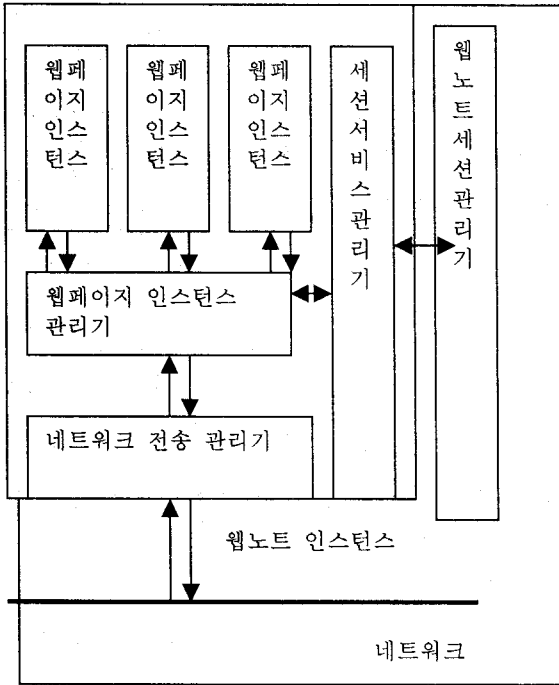 웹페
이지
인스
턴스
웹페
이지
인스
턴스
웹페
이지
인스
턴스
세션서비스관리기
웹노트세션관리기
웹페이지 인스턴스
관리기
네트워크 전송 관리기
웹노트 인스턴스
네트워크